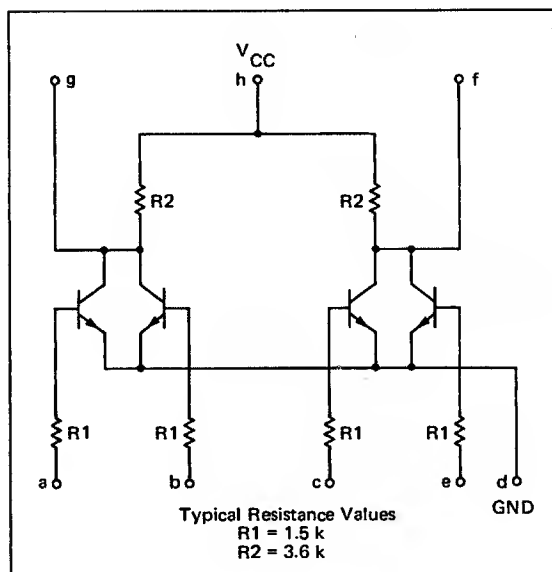 V CC
g h f
R2 R2
R1 R1 R1 R1
a b c e d
GND
Typical Resistance Values
R1 = 1.5 k
R2 = 3.6 k